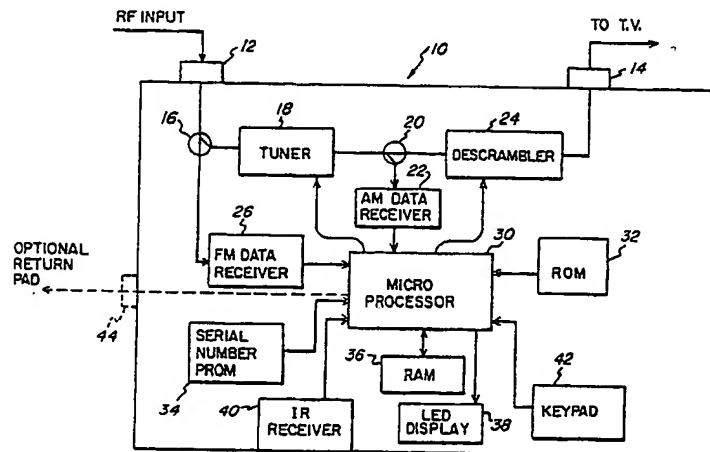 RF INPUT
TO T.V.
12
10
14
16
18
TUNER
20
24
DESCRAMBLER
22
AM DATA
RECEIVER
26
FM DATA
RECEIVER
30
MICRO
PROCESSOR
32
ROM
OPTIONAL
RETURN
PAD
44
SERIAL
NUMBER
PROM
34
36
RAM
42
KEYPAD
40
IR
RECEIVER
LED
DISPLAY
38